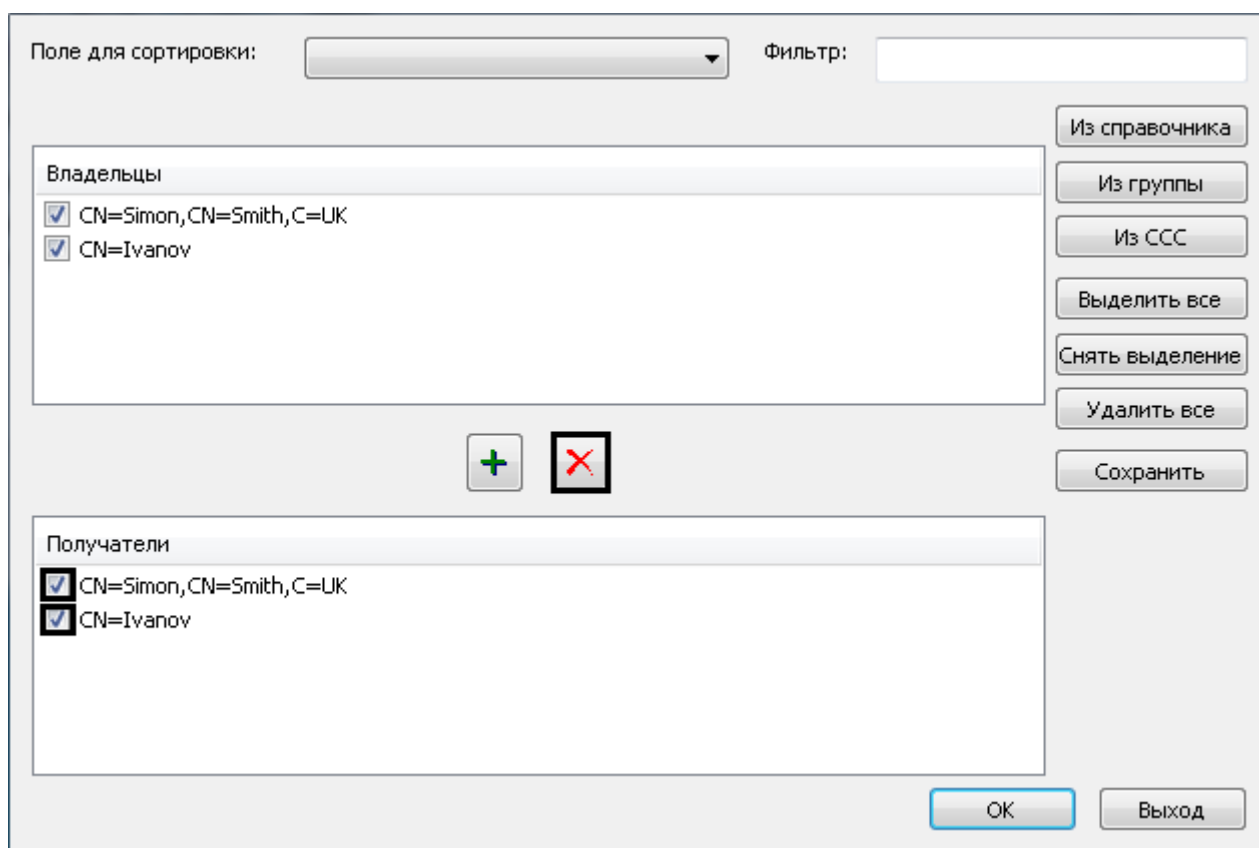 Поле для сортировки:
Фильтр:
Из справочника
Владельцы
Из группы
CN=Simon,CN=Smith,C=UK
Из ССС
CN=Ivanov
Выделить все
Снять выделение
Удалить все
Сохранить
Получатели
CN=Simon,CN=Smith,C=UK
CN=Ivanov
OK
Выход